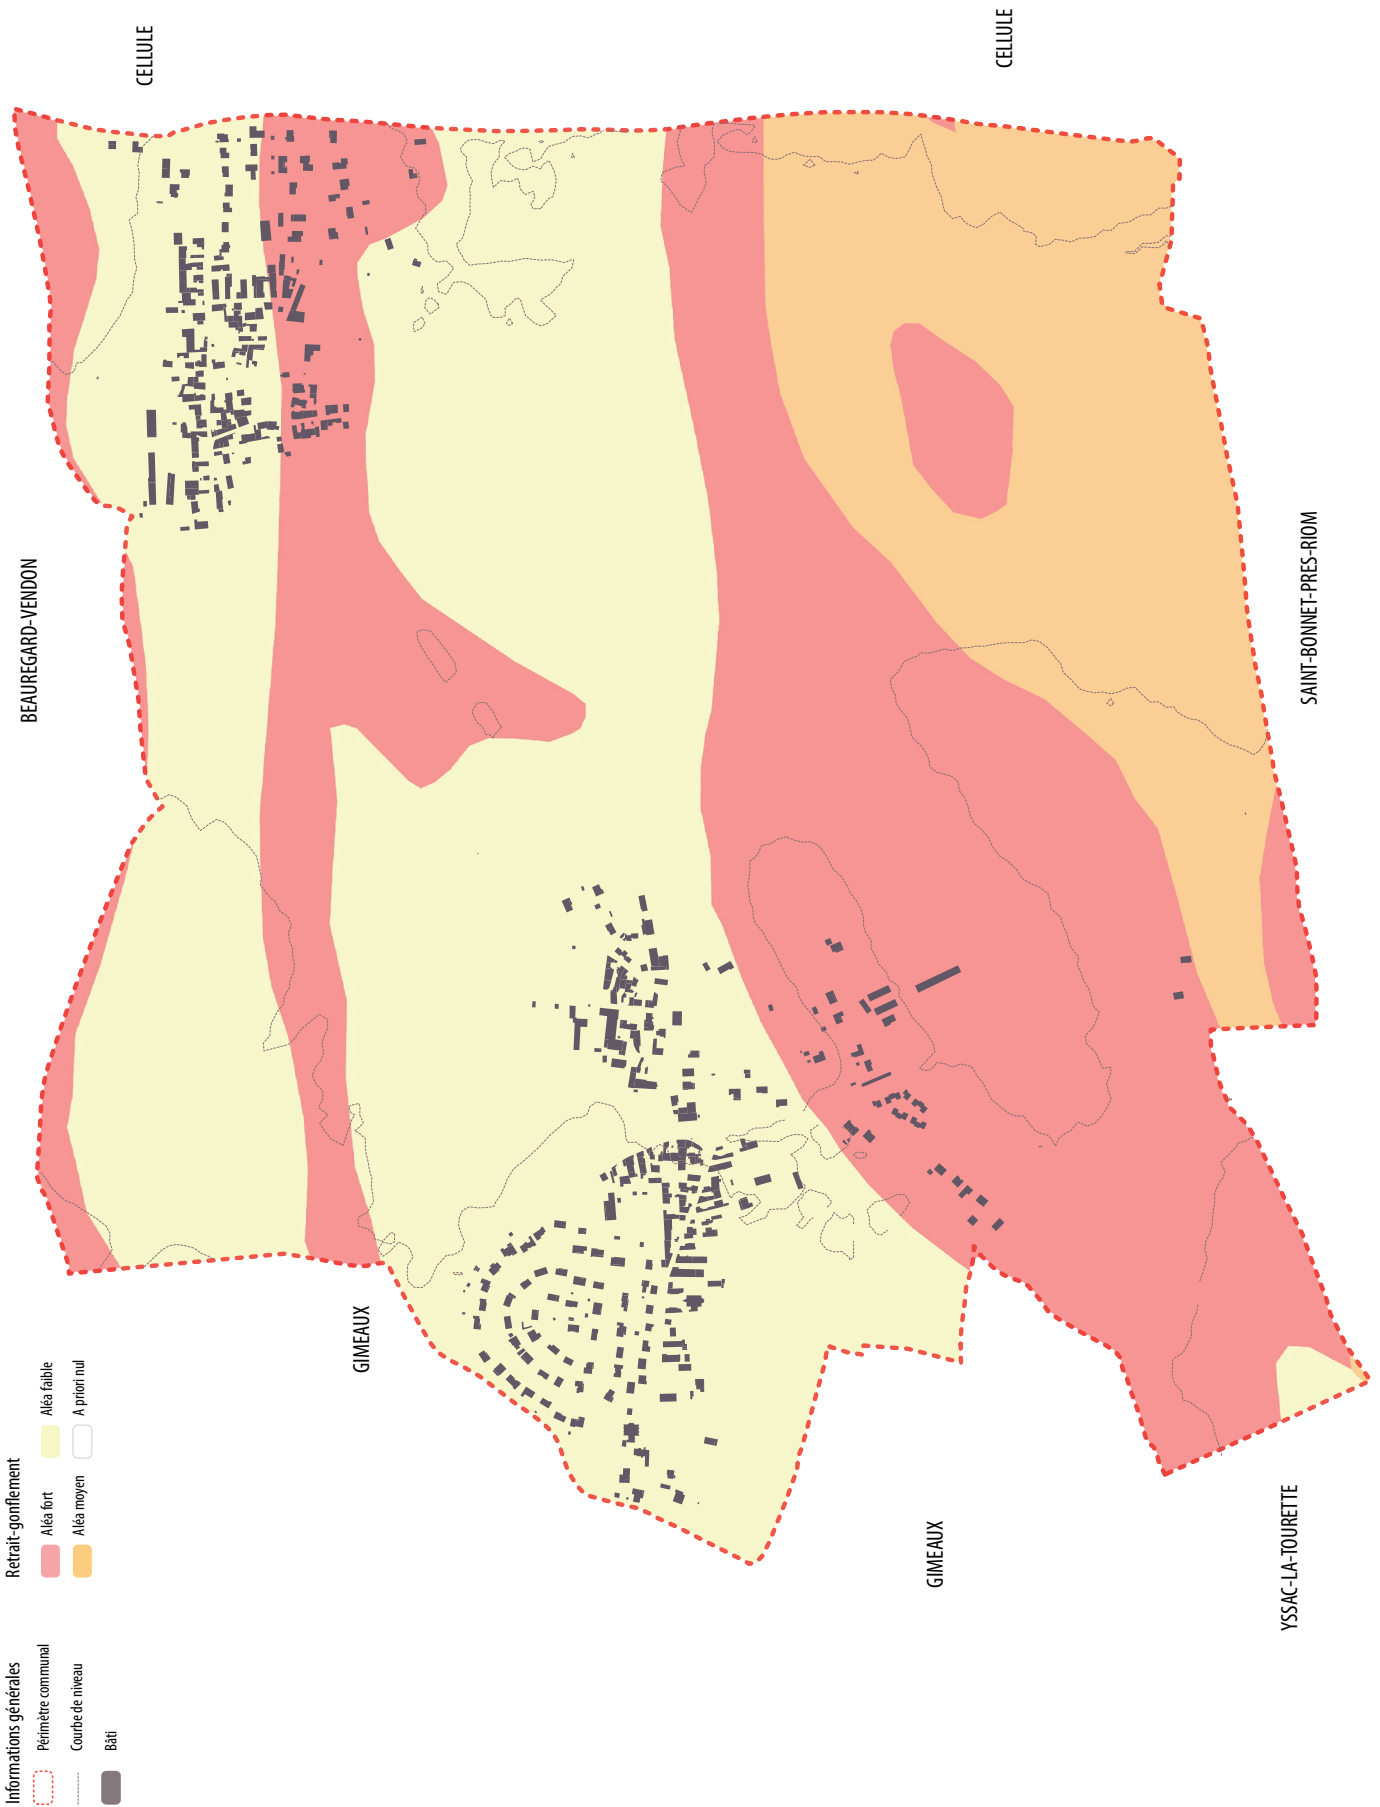 Informations générales
Périmètre communal
Courbe de niveau
Bâti
Retrait-gonflement
Aléa fort
Aléa faible
Aléa moyen
A priori nul
BEAUREGARD-VENDON
CELLULE
CELLULE
GIMEAUX
GIMEAUX
SAINT-BONNET-PRES-RIOM
YSSAC-LA-TOURETTE